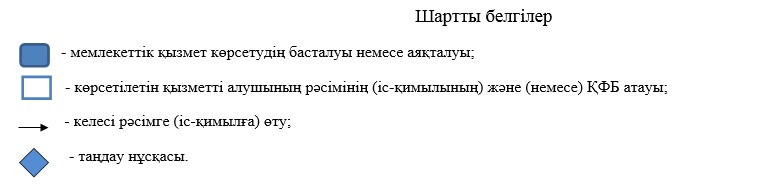 Шартты белгілер
- мемлекеттік қызмет көрсетудің басталуы немесе аяқталуы;
- көрсетілетін қызметті алушының рәсімінің (іс-қимылының) және (немесе) ҚФБ атауы;
- келесі рәсімге (іс-қимылға) өту;
- таңдау нұсқасы.